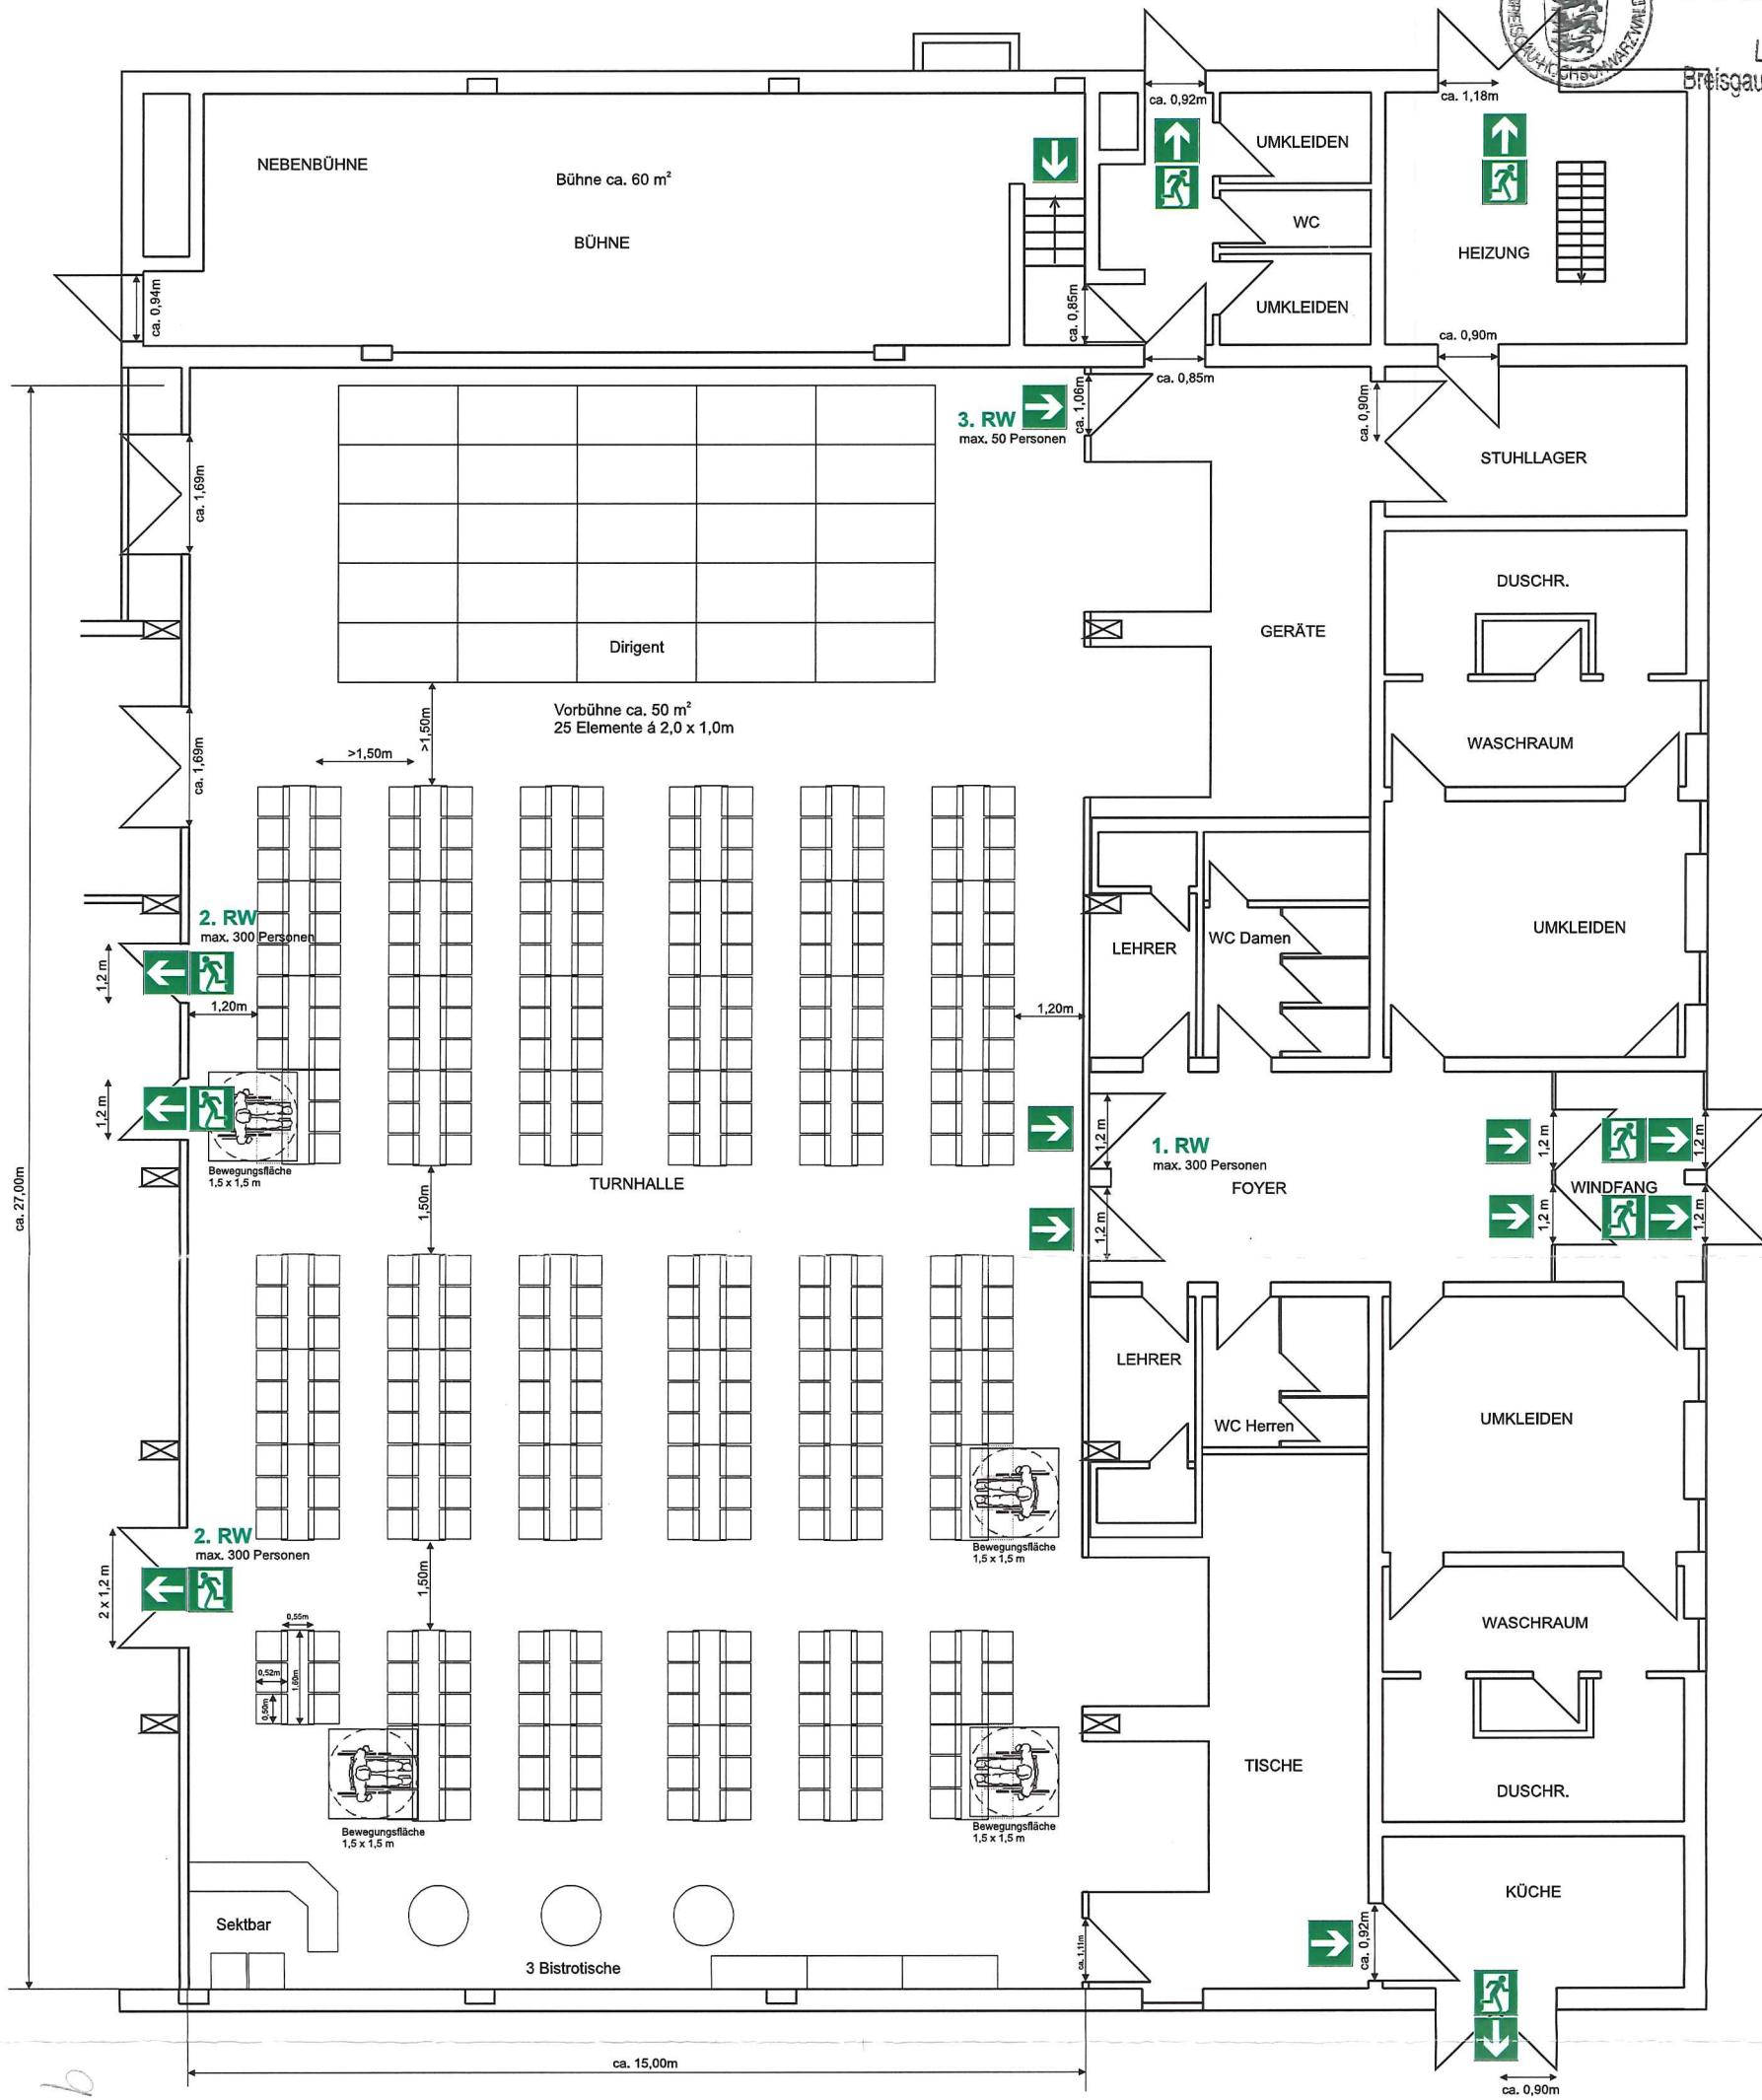 BREISGAU-HOCHSCHWARZWALD
L
Breisgau
ca. 0,92m
ca. 1,18m
NEBENBÜHNE
Bühne ca. 60 m²
BÜHNE
UMKLEIDEN
WC
UMKLEIDEN
HEIZUNG
ca. 0,94m
ca. 0,85m
ca. 0,85m
ca. 0,90m
3. RW
max. 50 Personen
ca. 1,06m
ca. 0,90m
STUHLLAGER
ca. 1,69m
DUSCHR.
GERÄTE
Dirigent
Vorbühne ca. 50 m²
25 Elemente á 2,0 x 1,0m
>1,50m
>1,50m
ca. 1,69m
WASCHRAUM
2. RW
max. 300 Personen
1,2 m
1,20m
1,20m
LEHRER
WC Damen
UMKLEIDEN
1,2 m
Bewegungsfläche
1,5 x 1,5 m
TURNHALLE
1,50m
1,2 m
1. RW
max. 300 Personen
FOYER
1,2 m
1,2 m
1,2 m
WINDFANG
1,2 m
1,2 m
ca. 27,00m
LEHRER
WC Herren
UMKLEIDEN
Bewegungsfläche
1,5 x 1,5 m
2. RW
max. 300 Personen
2 x 1,2 m
1,50m
0,55m
0,52m
1.60m
0,50m
WASCHRAUM
TISCHE
DUSCHR.
Bewegungsfläche
1,5 x 1,5 m
Bewegungsfläche
1,5 x 1,5 m
KÜCHE
Sektbar
3 Bistrotische
ca. 1,11m
ca. 0,92m
ca. 15,00m
ca. 0,90m